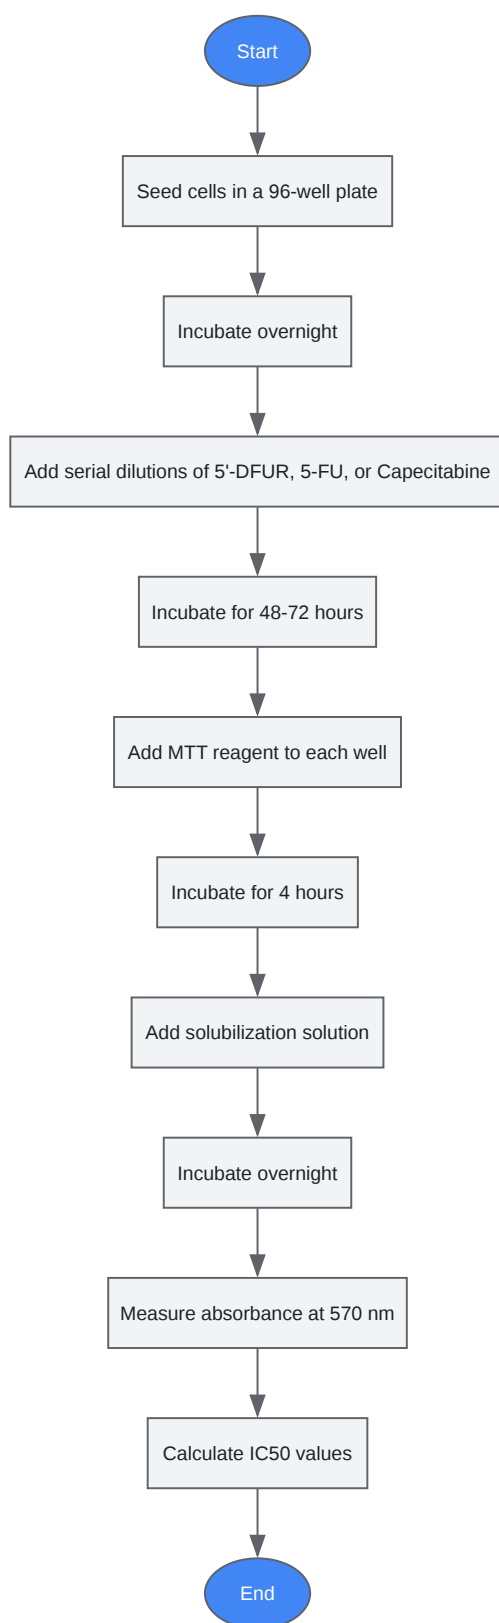 Start
Seed cells in a 96-well plate
Incubate overnight
Add serial dilutions of 5'-DFUR, 5-FU, or Capecitabine
Incubate for 48-72 hours
Add MTT reagent to each well
Incubate for 4 hours
Add solubilization solution
Incubate overnight
Measure absorbance at 570 nm
Calculate IC50 values
End